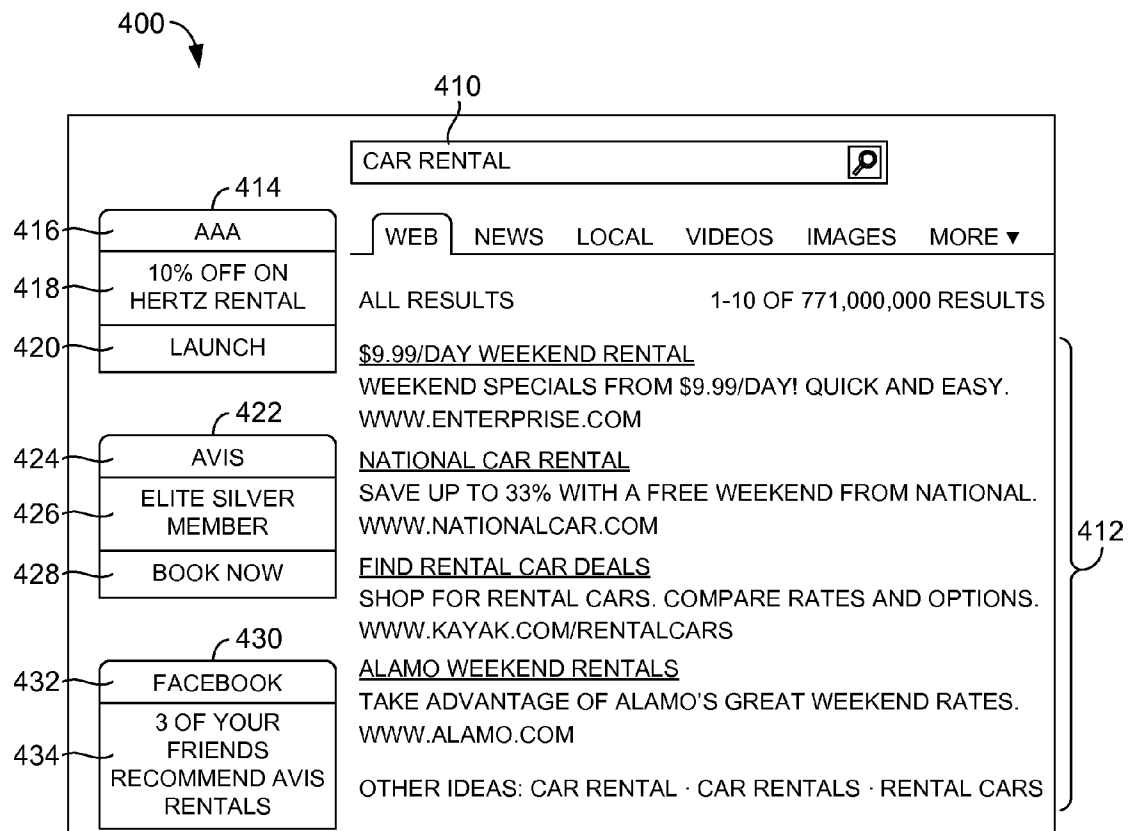 400
410
CAR RENTAL
414
416
AAA
418
10% OFF ON
HERTZ RENTAL
420
LAUNCH
422
424
AVIS
426
ELITE SILVER
MEMBER
428
BOOK NOW
430
432
FACEBOOK
434
3 OF YOUR
FRIENDS
RECOMMEND AVIS
RENTALS
WEB NEWS LOCAL VIDEOS IMAGES MORE ▼
ALL RESULTS 1-10 OF 771,000,000 RESULTS
$9.99/DAY WEEKEND RENTAL
WEEKEND SPECIALS FROM $9.99/DAY! QUICK AND EASY.
WWW.ENTERPRISE.COM
NATIONAL CAR RENTAL
SAVE UP TO 33% WITH A FREE WEEKEND FROM NATIONAL.
WWW.NATIONALCAR.COM
FIND RENTAL CAR DEALS
SHOP FOR RENTAL CARS. COMPARE RATES AND OPTIONS.
WWW.KAYAK.COM/RENTALCARS
ALAMO WEEKEND RENTALS
TAKE ADVANTAGE OF ALAMO'S GREAT WEEKEND RATES.
WWW.ALAMO.COM
OTHER IDEAS: CAR RENTAL · CAR RENTALS · RENTAL CARS
412